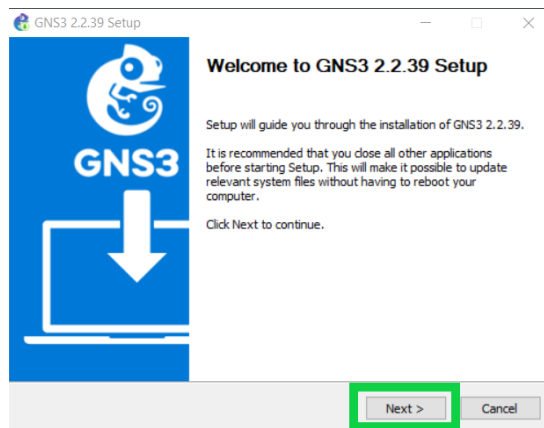 GNS3 2.2.39 Setup
Welcome to GNS3 2.2.39 Setup
Setup will guide you through the installation of GNS3 2.2.39.
It is recommended that you close all other applications
before starting Setup. This will make it possible to update
relevant system files without having to reboot your
computer.
Click Next to continue.
GNS3
Next >
Cancel